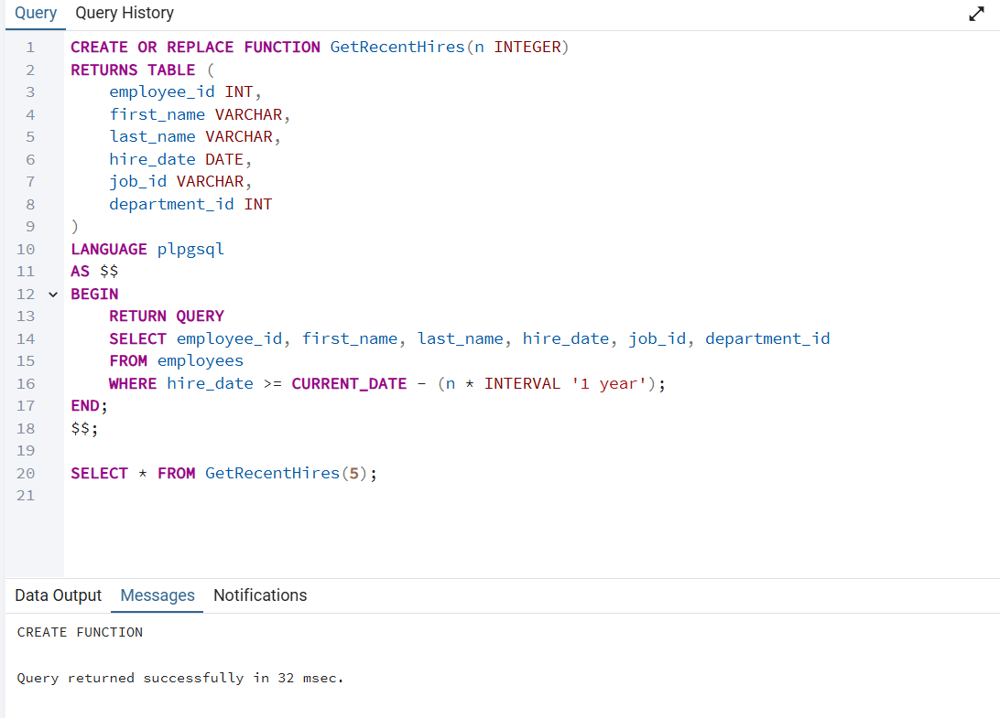 Query Query History
1 CREATE OR REPLACE FUNCTION GetRecentHires(n INTEGER)
2 RETURNS TABLE (
3 employee_id INT,
4 first_name VARCHAR,
5 last_name VARCHAR,
6 hire_date DATE,
7 job_id VARCHAR,
8 department_id INT
9 )
10 LANGUAGE plpgsql
11 AS $$
12 BEGIN
13 RETURN QUERY
14 SELECT employee_id, first_name, last_name, hire_date, job_id, department_id
15 FROM employees
16 WHERE hire_date >= CURRENT_DATE - (n * INTERVAL '1 year');
17 END;
18 $$;
19
20 SELECT * FROM GetRecentHires(5);
21
Data Output Messages Notifications
CREATE FUNCTION
Query returned successfully in 32 msec.